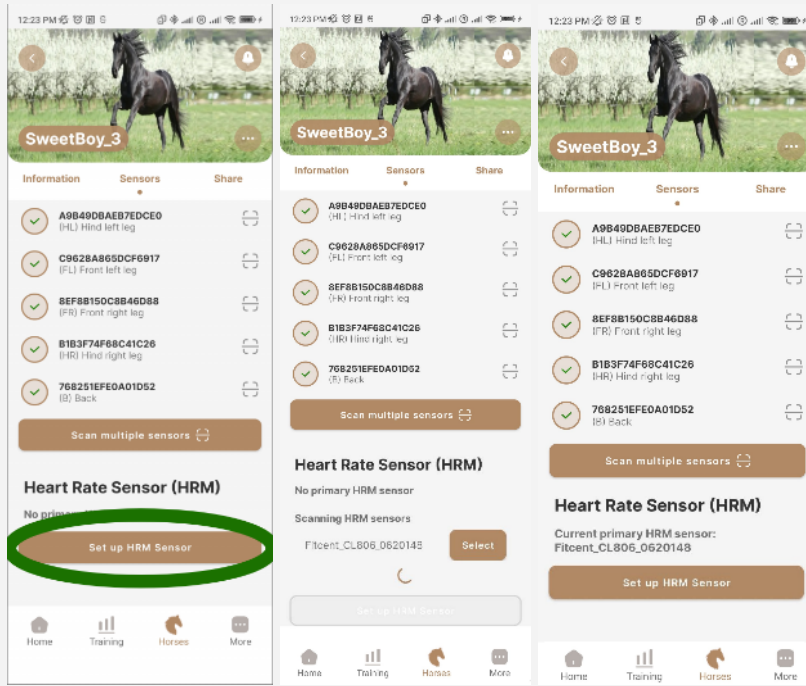 12:23 PM
SweetBoy_3
Information Sensors Share
A9B49DBAEB7EDCE0
(HL) Hind left leg
C9628A865DCF6917
(FL) Front left leg
8EF8B150C8B46D88
(FR) Front right leg
B1B3F74F68C41C26
(HR) Hind right leg
768251EFE0A01D52
(B) Back
Scan multiple sensors
Heart Rate Sensor (HRM)
No primary
Set up HRM Sensor
Home Training Horses More
12:23 PM
SweetBoy_3
Information Sensors Share
A9B49DBAEB7EDCE0
(HL) Hind left leg
C9628A865DCF6917
(FL) Front left leg
8EF8B150C8B46D88
(FR) Front right leg
B1B3F74F68C41C26
(HR) Hind right leg
768251EFE0A01D52
(B) Back
Scan multiple sensors
Heart Rate Sensor (HRM)
No primary HRM sensor
Scanning HRM sensors
Fitcent_CL806_0620148 Select
Set up HRM Sensor
Home Training Horses More
12:23 PM
SweetBoy_3
Information Sensors Share
A9B49DBAEB7EDCE0
(HL) Hind left leg
C9628A865DCF6917
(FL) Front left leg
8EF8B150C8B46D88
(FR) Front right leg
B1B3F74F68C41C26
(HR) Hind right leg
768251EFE0A01D52
(B) Back
Scan multiple sensors
Heart Rate Sensor (HRM)
Current primary HRM sensor:
Fitcent_CL806_0620148
Set up HRM Sensor
Home Training Horses More